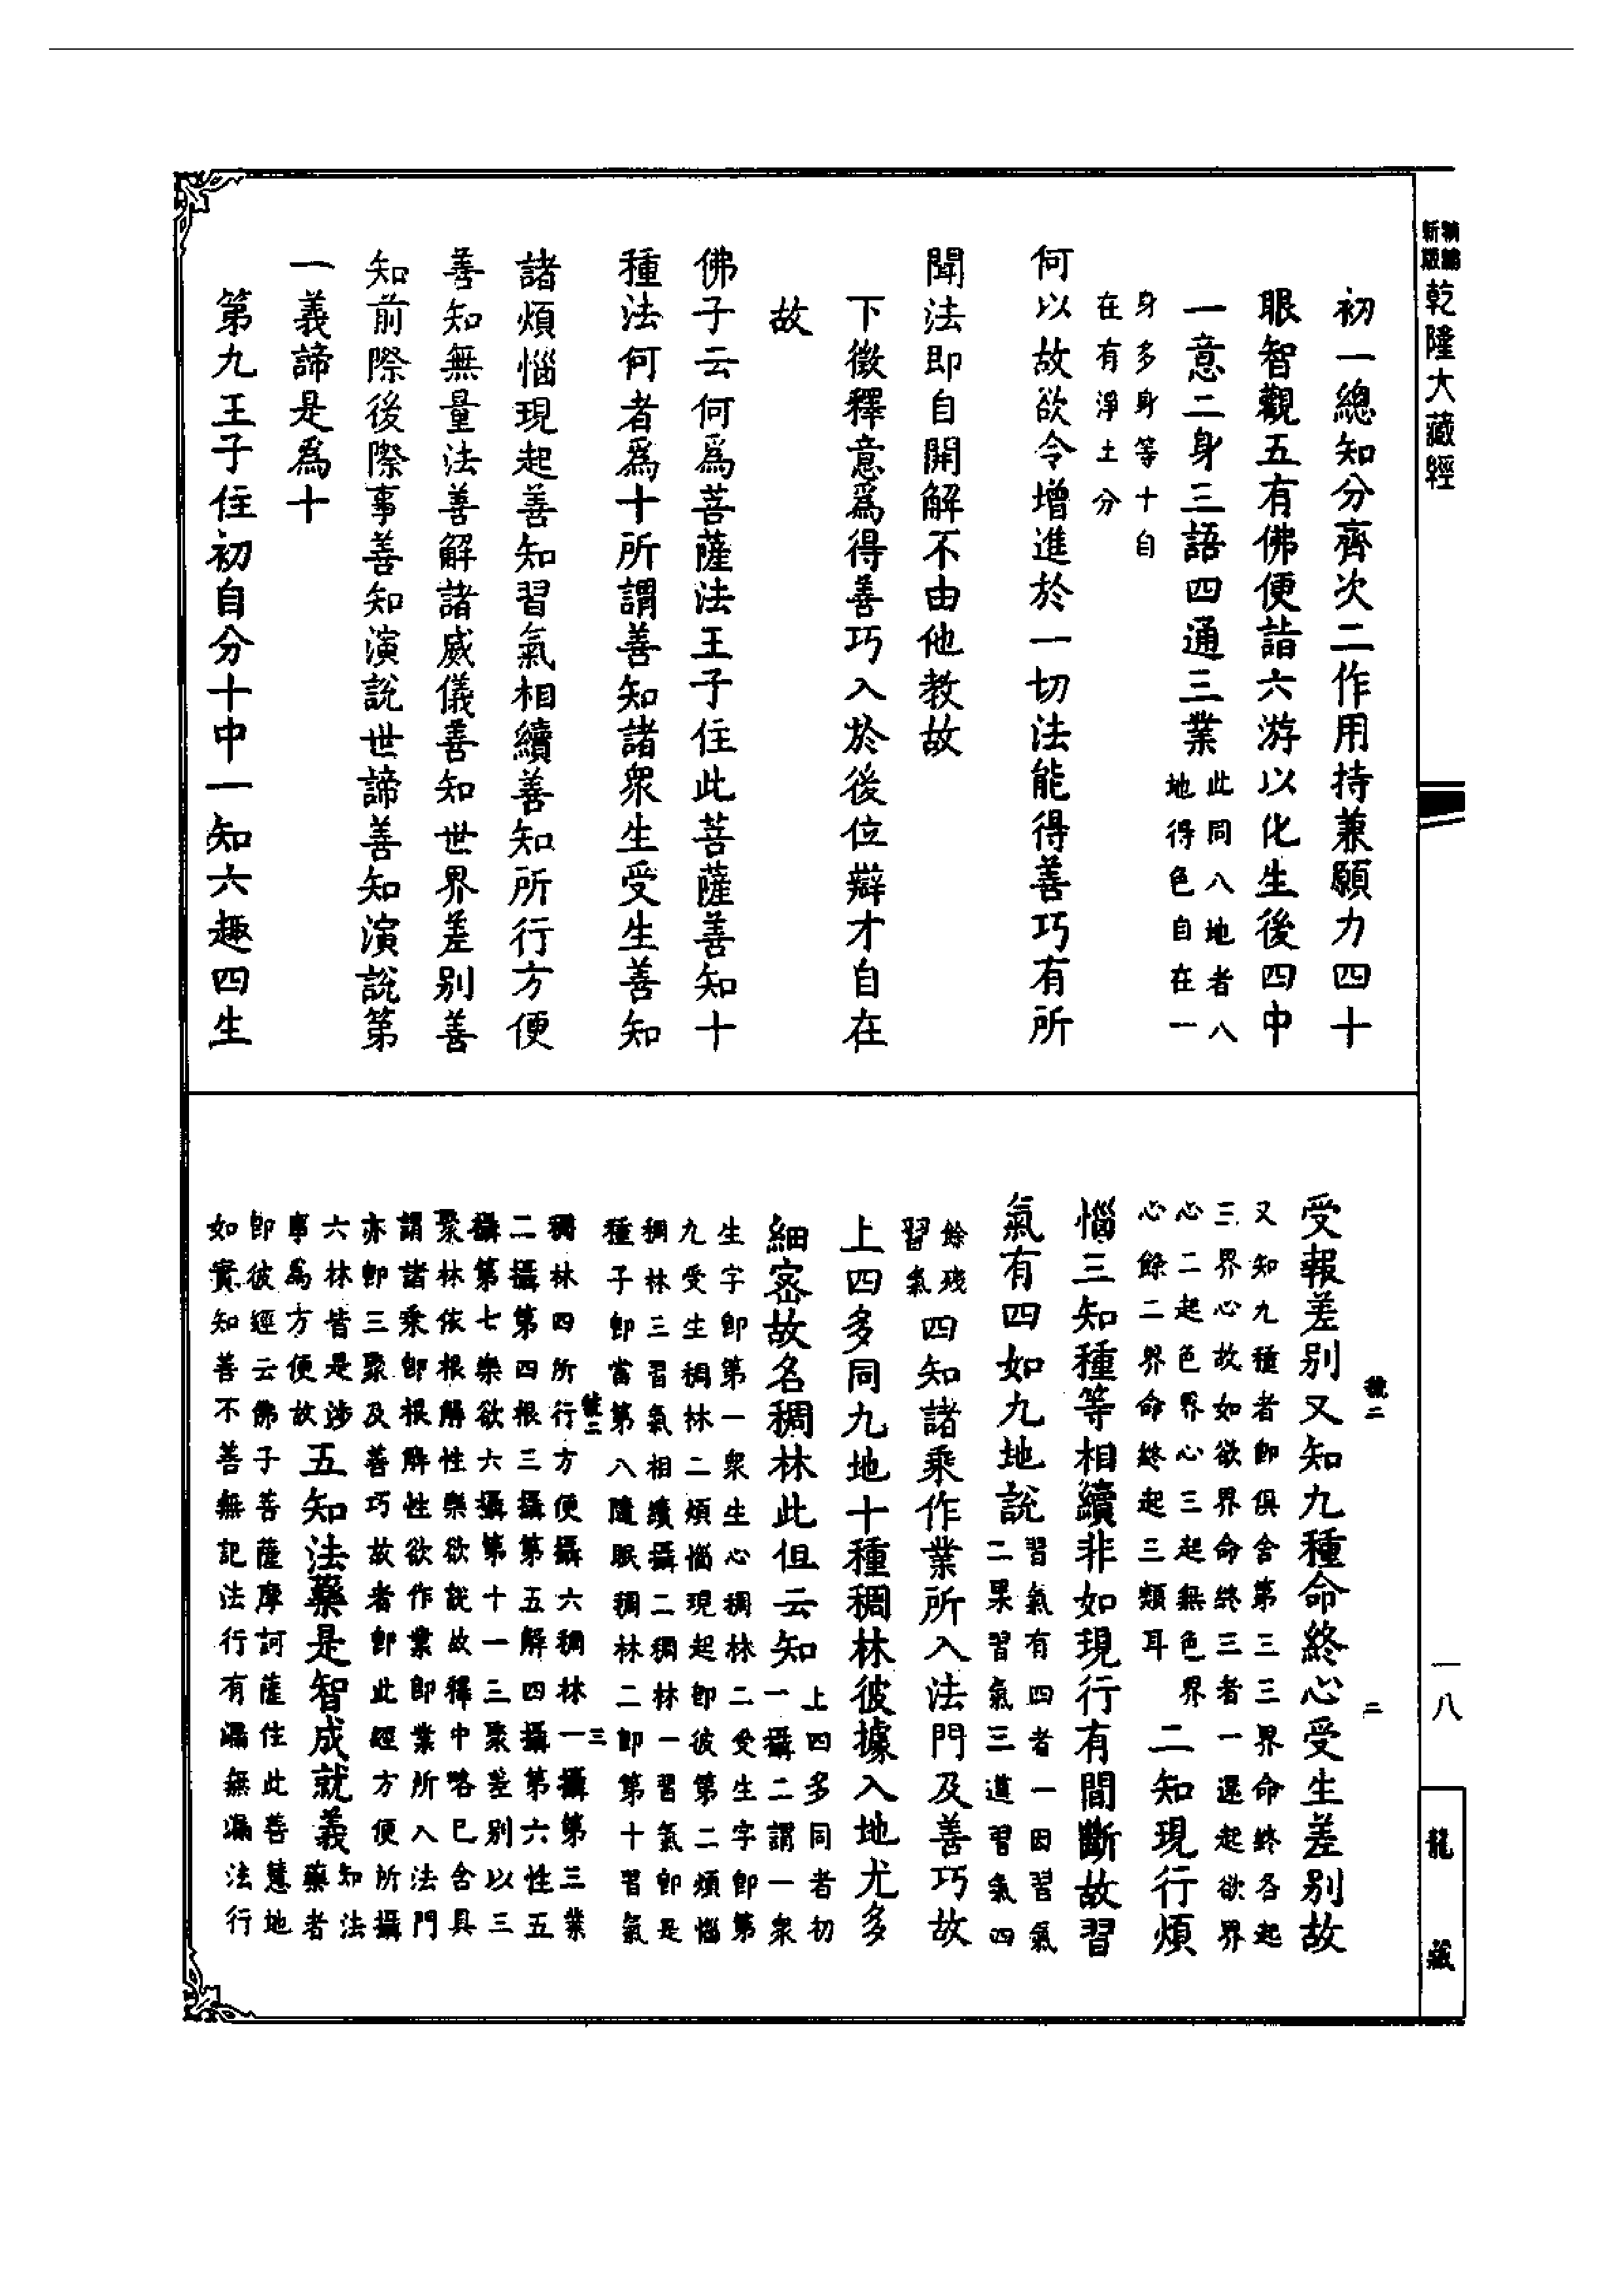 新編縮版乾隆大藏經
初一總知分齊次二作用持兼願力四十
眼智觀五有佛便詣六游以化生後四中
一意二身三語四通三業此同八地者八
地得色自在一
身多身等十自
在有淨土分
何以故欲令增進於一切法能得善巧有所
聞法即自開解不由他教故
下徵釋意爲得善巧入於後位辯才自在
故
佛子云何爲菩薩法王子住此菩薩善知十
種法何者爲十所謂善知諸衆生受生善知
諸煩惱現起善知習氣相續善知所行方便
善知無量法善解諸威儀善知世界差別善
知前際後際事善知演說世諦善知演說第
一義諦是爲十
第九王子住初自分十中一知六趣四生
受報差別又知九種命終心受生差別故
又知九種者即俱舍第三三界命終各起
三界心故如欲界命終三者一還起欲界
心二起色界心三起無色界
心餘二界命終起三類耳
二知現行煩
惱三知種等相續非如現行有間斷故習
氣有四如九地說習氣有四者一因習氣
二果習氣三道習氣四
餘殘
習氣
四知諸乘作業所入法門及善巧故
上四多同九地十種稠林彼據入地尤多
細密故名稠林此但云知上四多同者初
一攝二謂一衆
生字即第一衆生心稠林二受生字即第
九受生稠林二煩惱現起即彼第二煩惱
稠林三習氣相續攝二稠林一習氣即是
種子即當第八隨眠稠林二即第十習氣
稠林四所行方便攝六稠林一攝第三業
二攝第四根三攝第五解四攝第六性五
攝第七樂欲六攝第十一三聚差別以三
聚林依根解性樂欲說故釋中略已含具
謂諸乘即根解性欲作業即業所入法門
亦即三聚及善巧故者即此經方便所攝
六林皆是涉
事爲方便故
五知法藥是智成就義知法
藥者
即彼經云佛子菩薩摩訶薩住此善慧地
如實知善不善無記法行有漏無漏法行
號二
二
號二
三
一八
龍藏